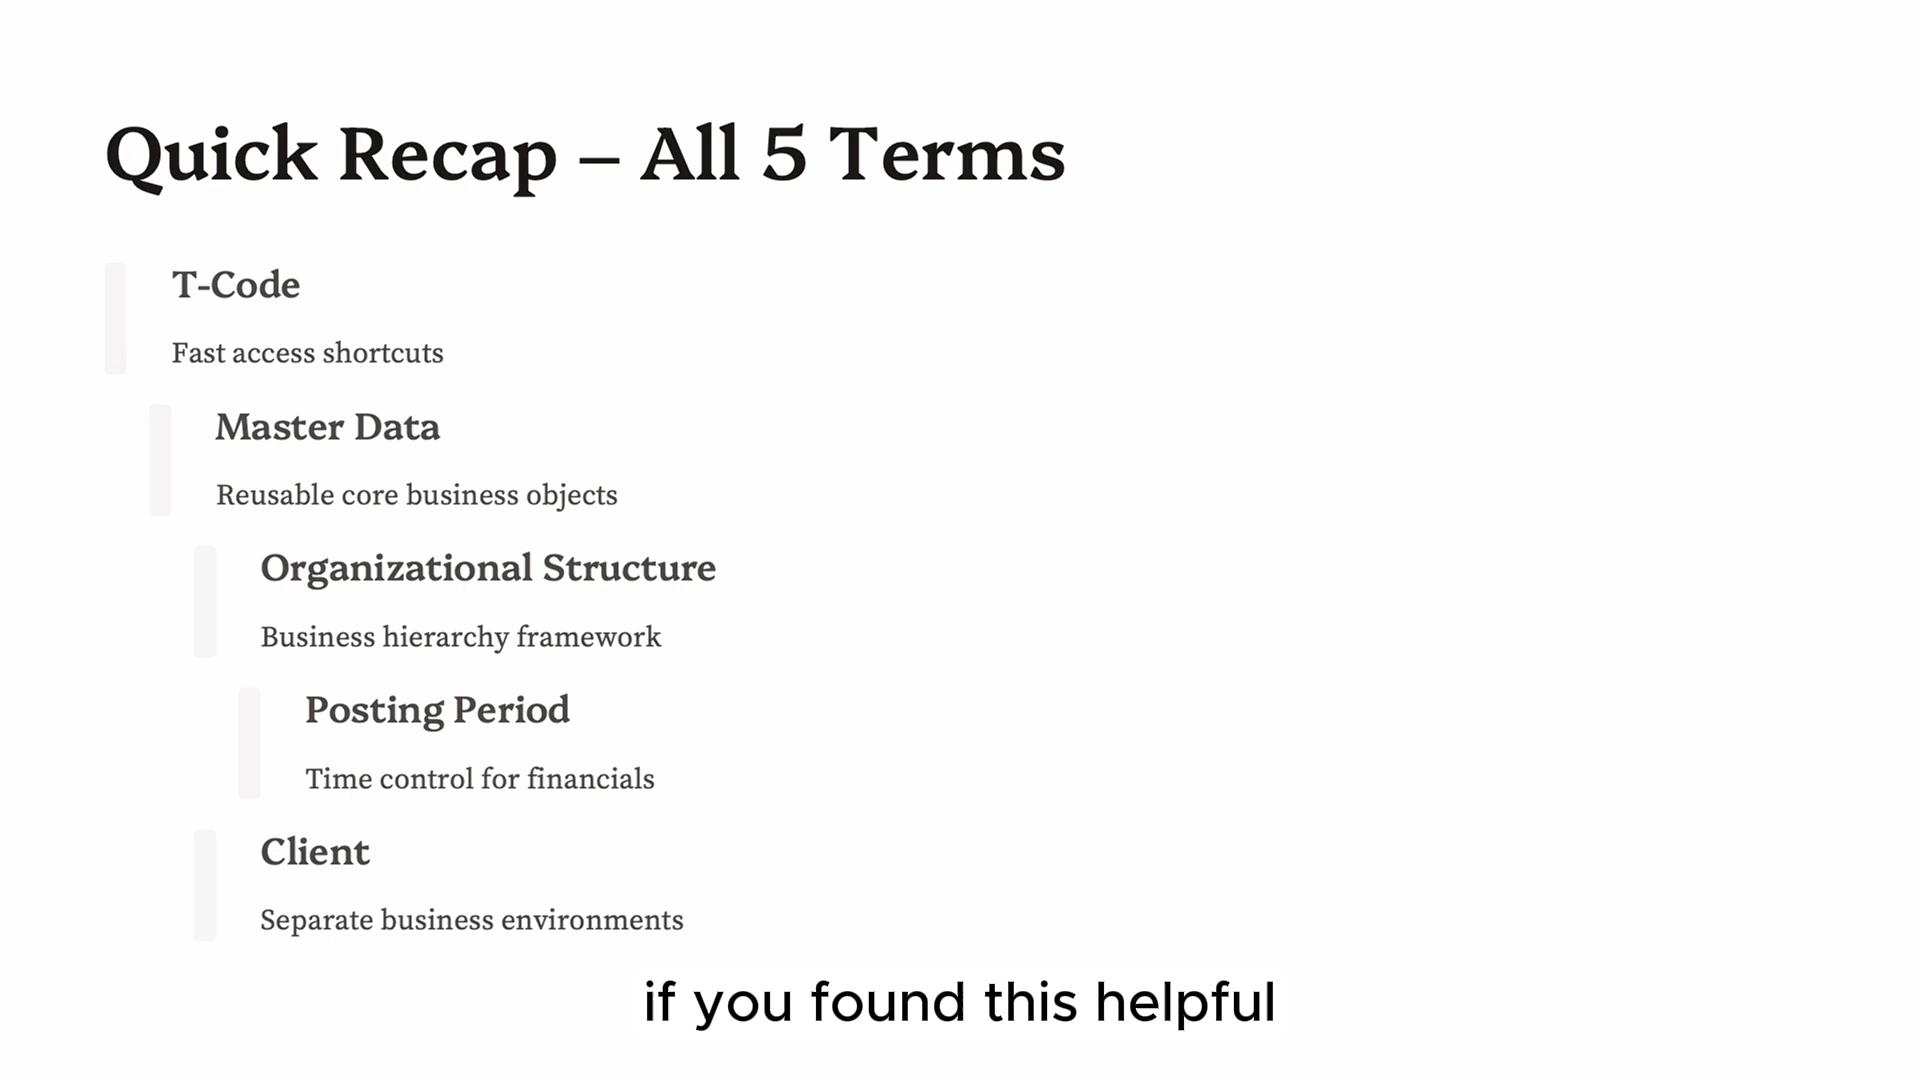 Quick Recap – All 5 Terms
T-Code
Fast access shortcuts
Master Data
Reusable core business objects
Organizational Structure
Business hierarchy framework
Posting Period
Time control for financials
Client
Separate business environments
if you found this helpful